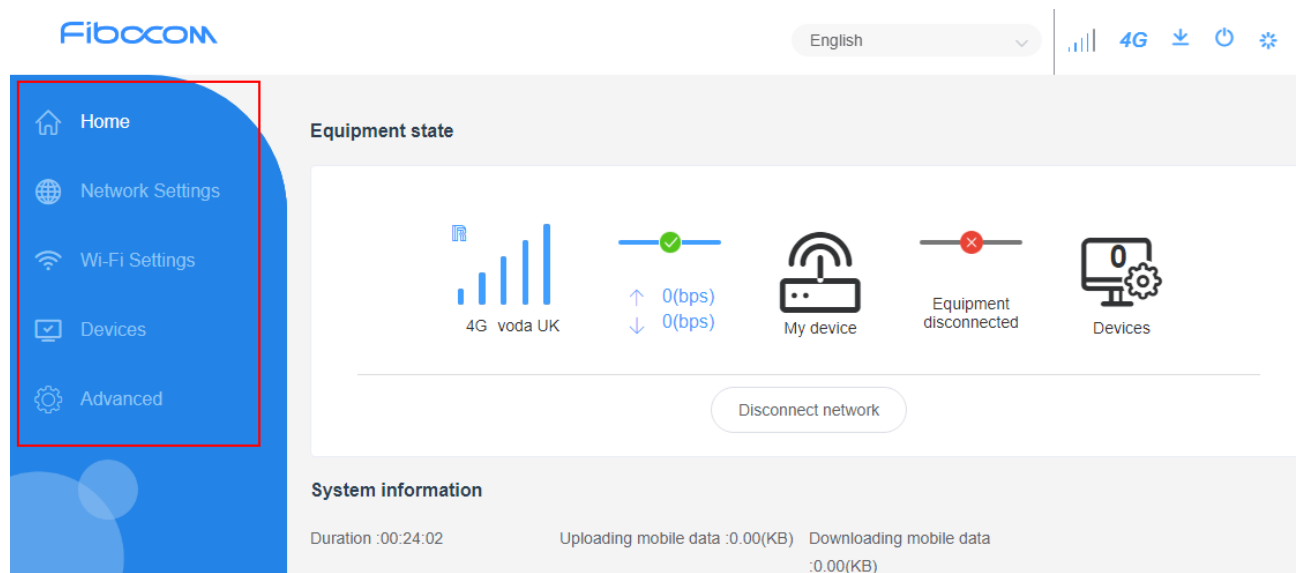 Fibocom
English
4G
Home
Network Settings
Wi-Fi Settings
Devices
Advanced
Equipment state
R
4G voda UK
↑ 0(bps)
↓ 0(bps)
My device
Equipment
disconnected
0
Devices
Disconnect network
System information
Duration :00:24:02
Uploading mobile data :0.00(KB)
Downloading mobile data
:0.00(KB)